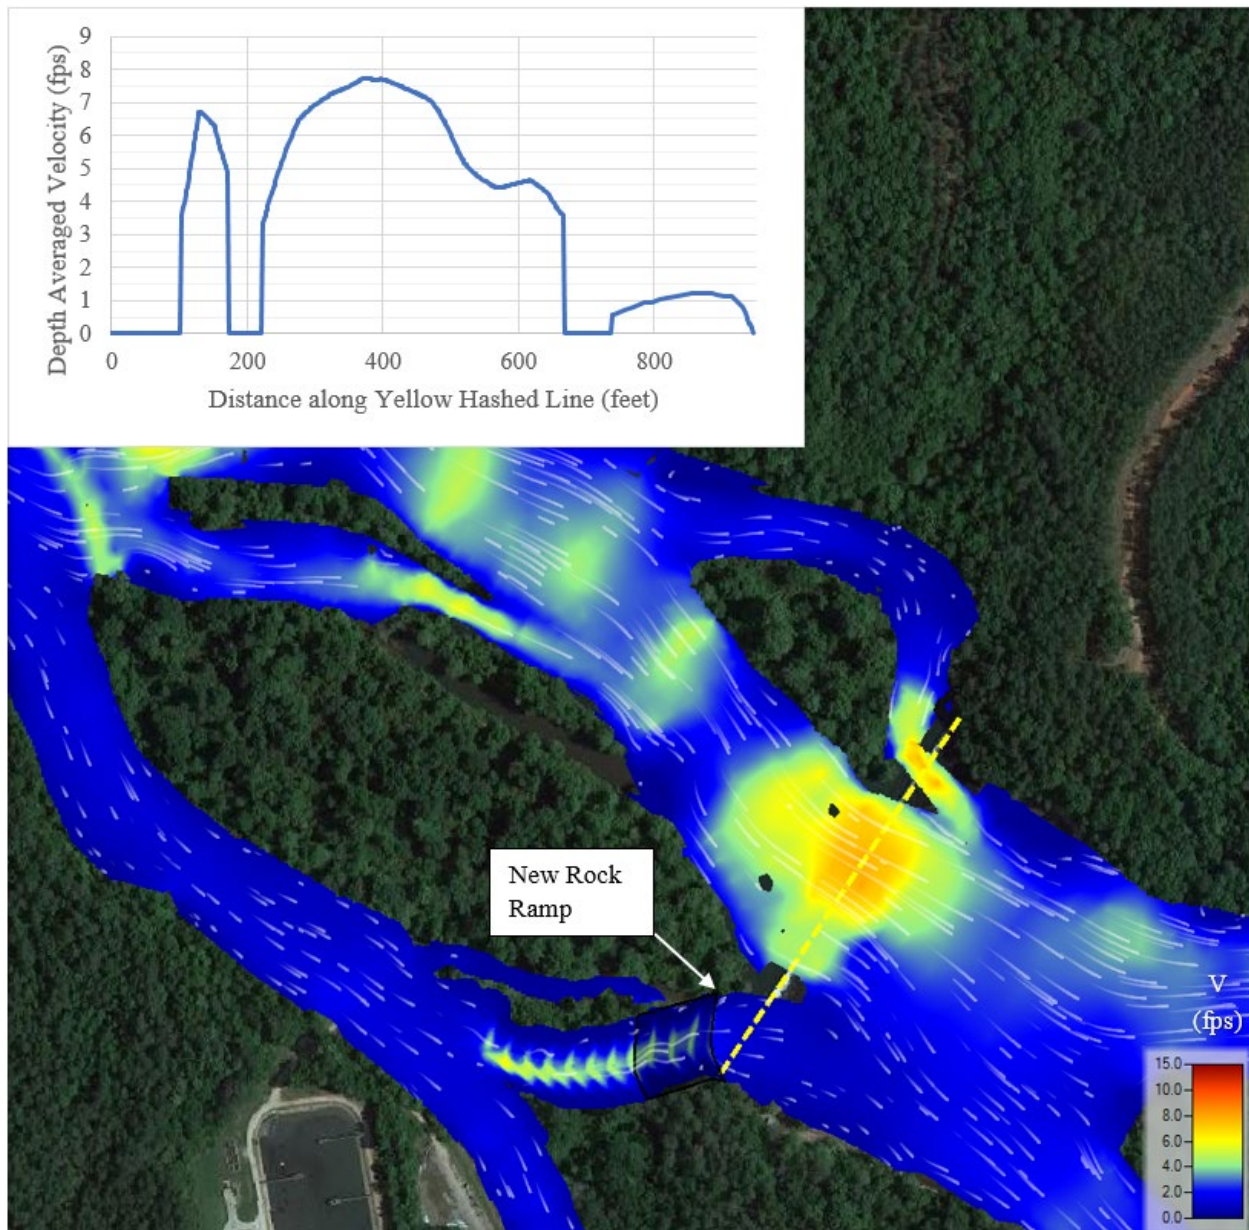 Depth Averaged Velocity (fps)
9
8
7
6
5
4
3
2
1
0
0 200 400 600 800
Distance along Yellow Hashed Line (feet)
New Rock
Ramp
V
(fps)
15.0
10.0
8.0
6.0
4.0
2.0
0.0